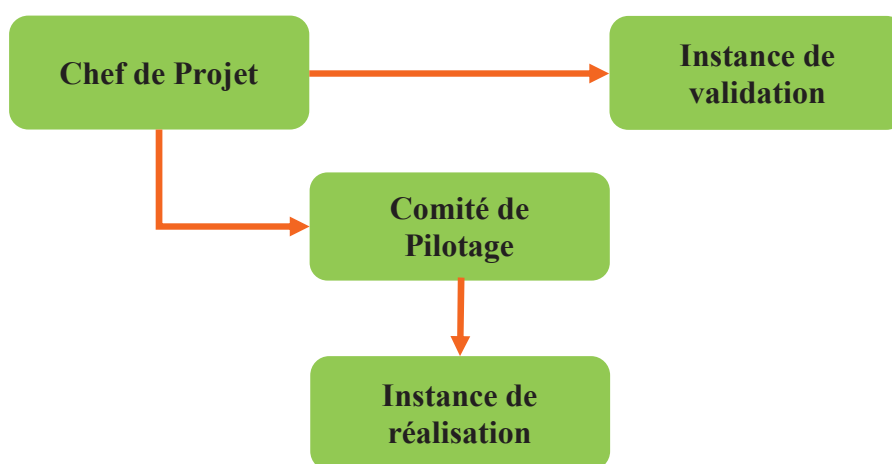 Chef de Projet
Instance de
validation
Comité de
Pilotage
Instance de
réalisation